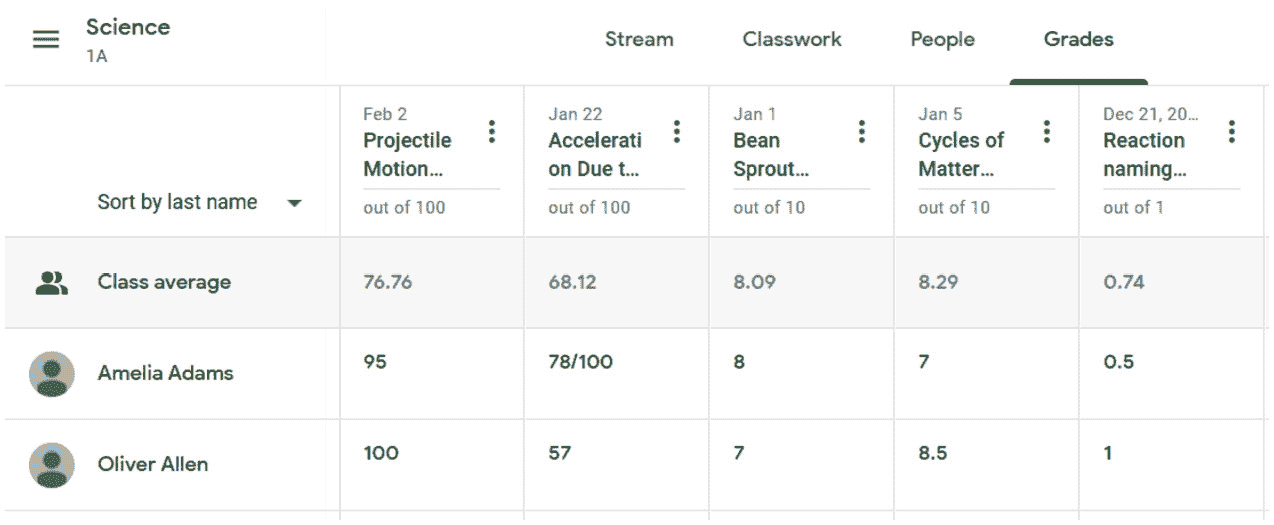 Science
1A
Stream Classwork People Grades
Feb 2 Jan 22 Jan 1 Jan 5 Dec 21, 20...
Projectile Accelerati Bean Cycles of Reaction
Motion... on Due t... Sprout... Matter... naming...
Sort by last name
out of 100 out of 100 out of 10 out of 10 out of 1
Class average 76.76 68.12 8.09 8.29 0.74
Amelia Adams 95 78/100 8 7 0.5
Oliver Allen 100 57 7 8.5 1